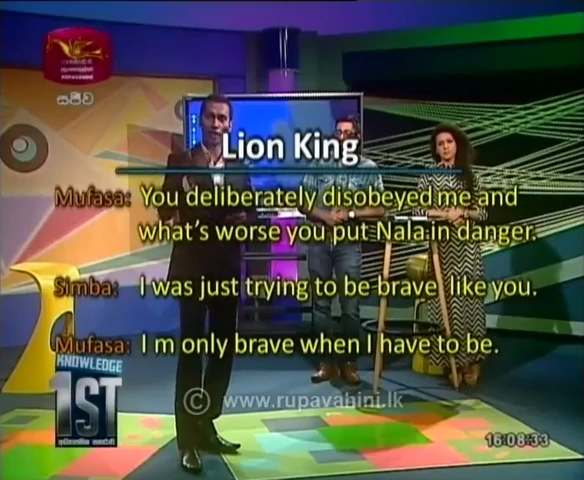 සජීව
Lion King
Mufasa: You deliberately disobeyed me and
what's worse you put Nala in danger.
Simba: I was just trying to be brave like you.
Mufasa: I m only brave when I have to be.
KNOWLEDGE
1ST
© www.rupavahini.lk
16:08:33